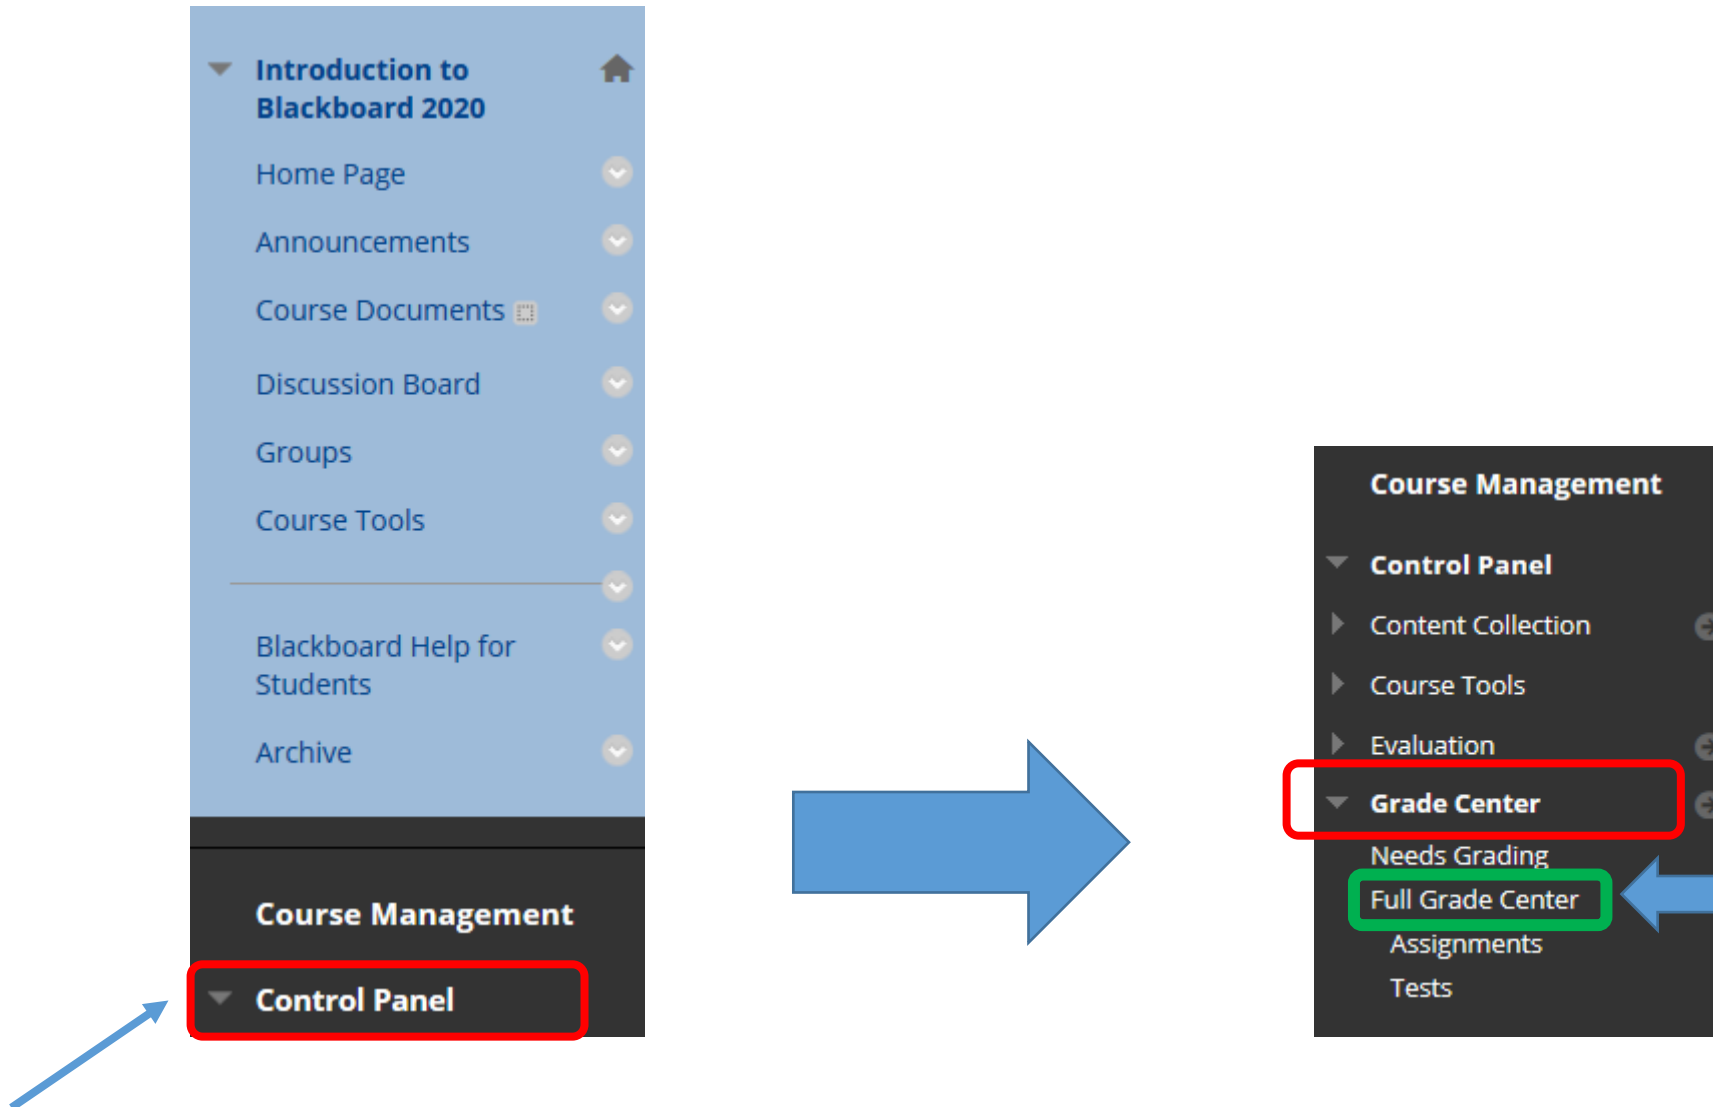 Introduction to
Blackboard 2020
Home Page
Announcements
Course Documents
Discussion Board
Groups
Course Tools
Blackboard Help for
Students
Archive
Course Management
Control Panel
Course Management
Control Panel
Content Collection
Course Tools
Evaluation
Grade Center
Needs Grading
Full Grade Center
Assignments
Tests